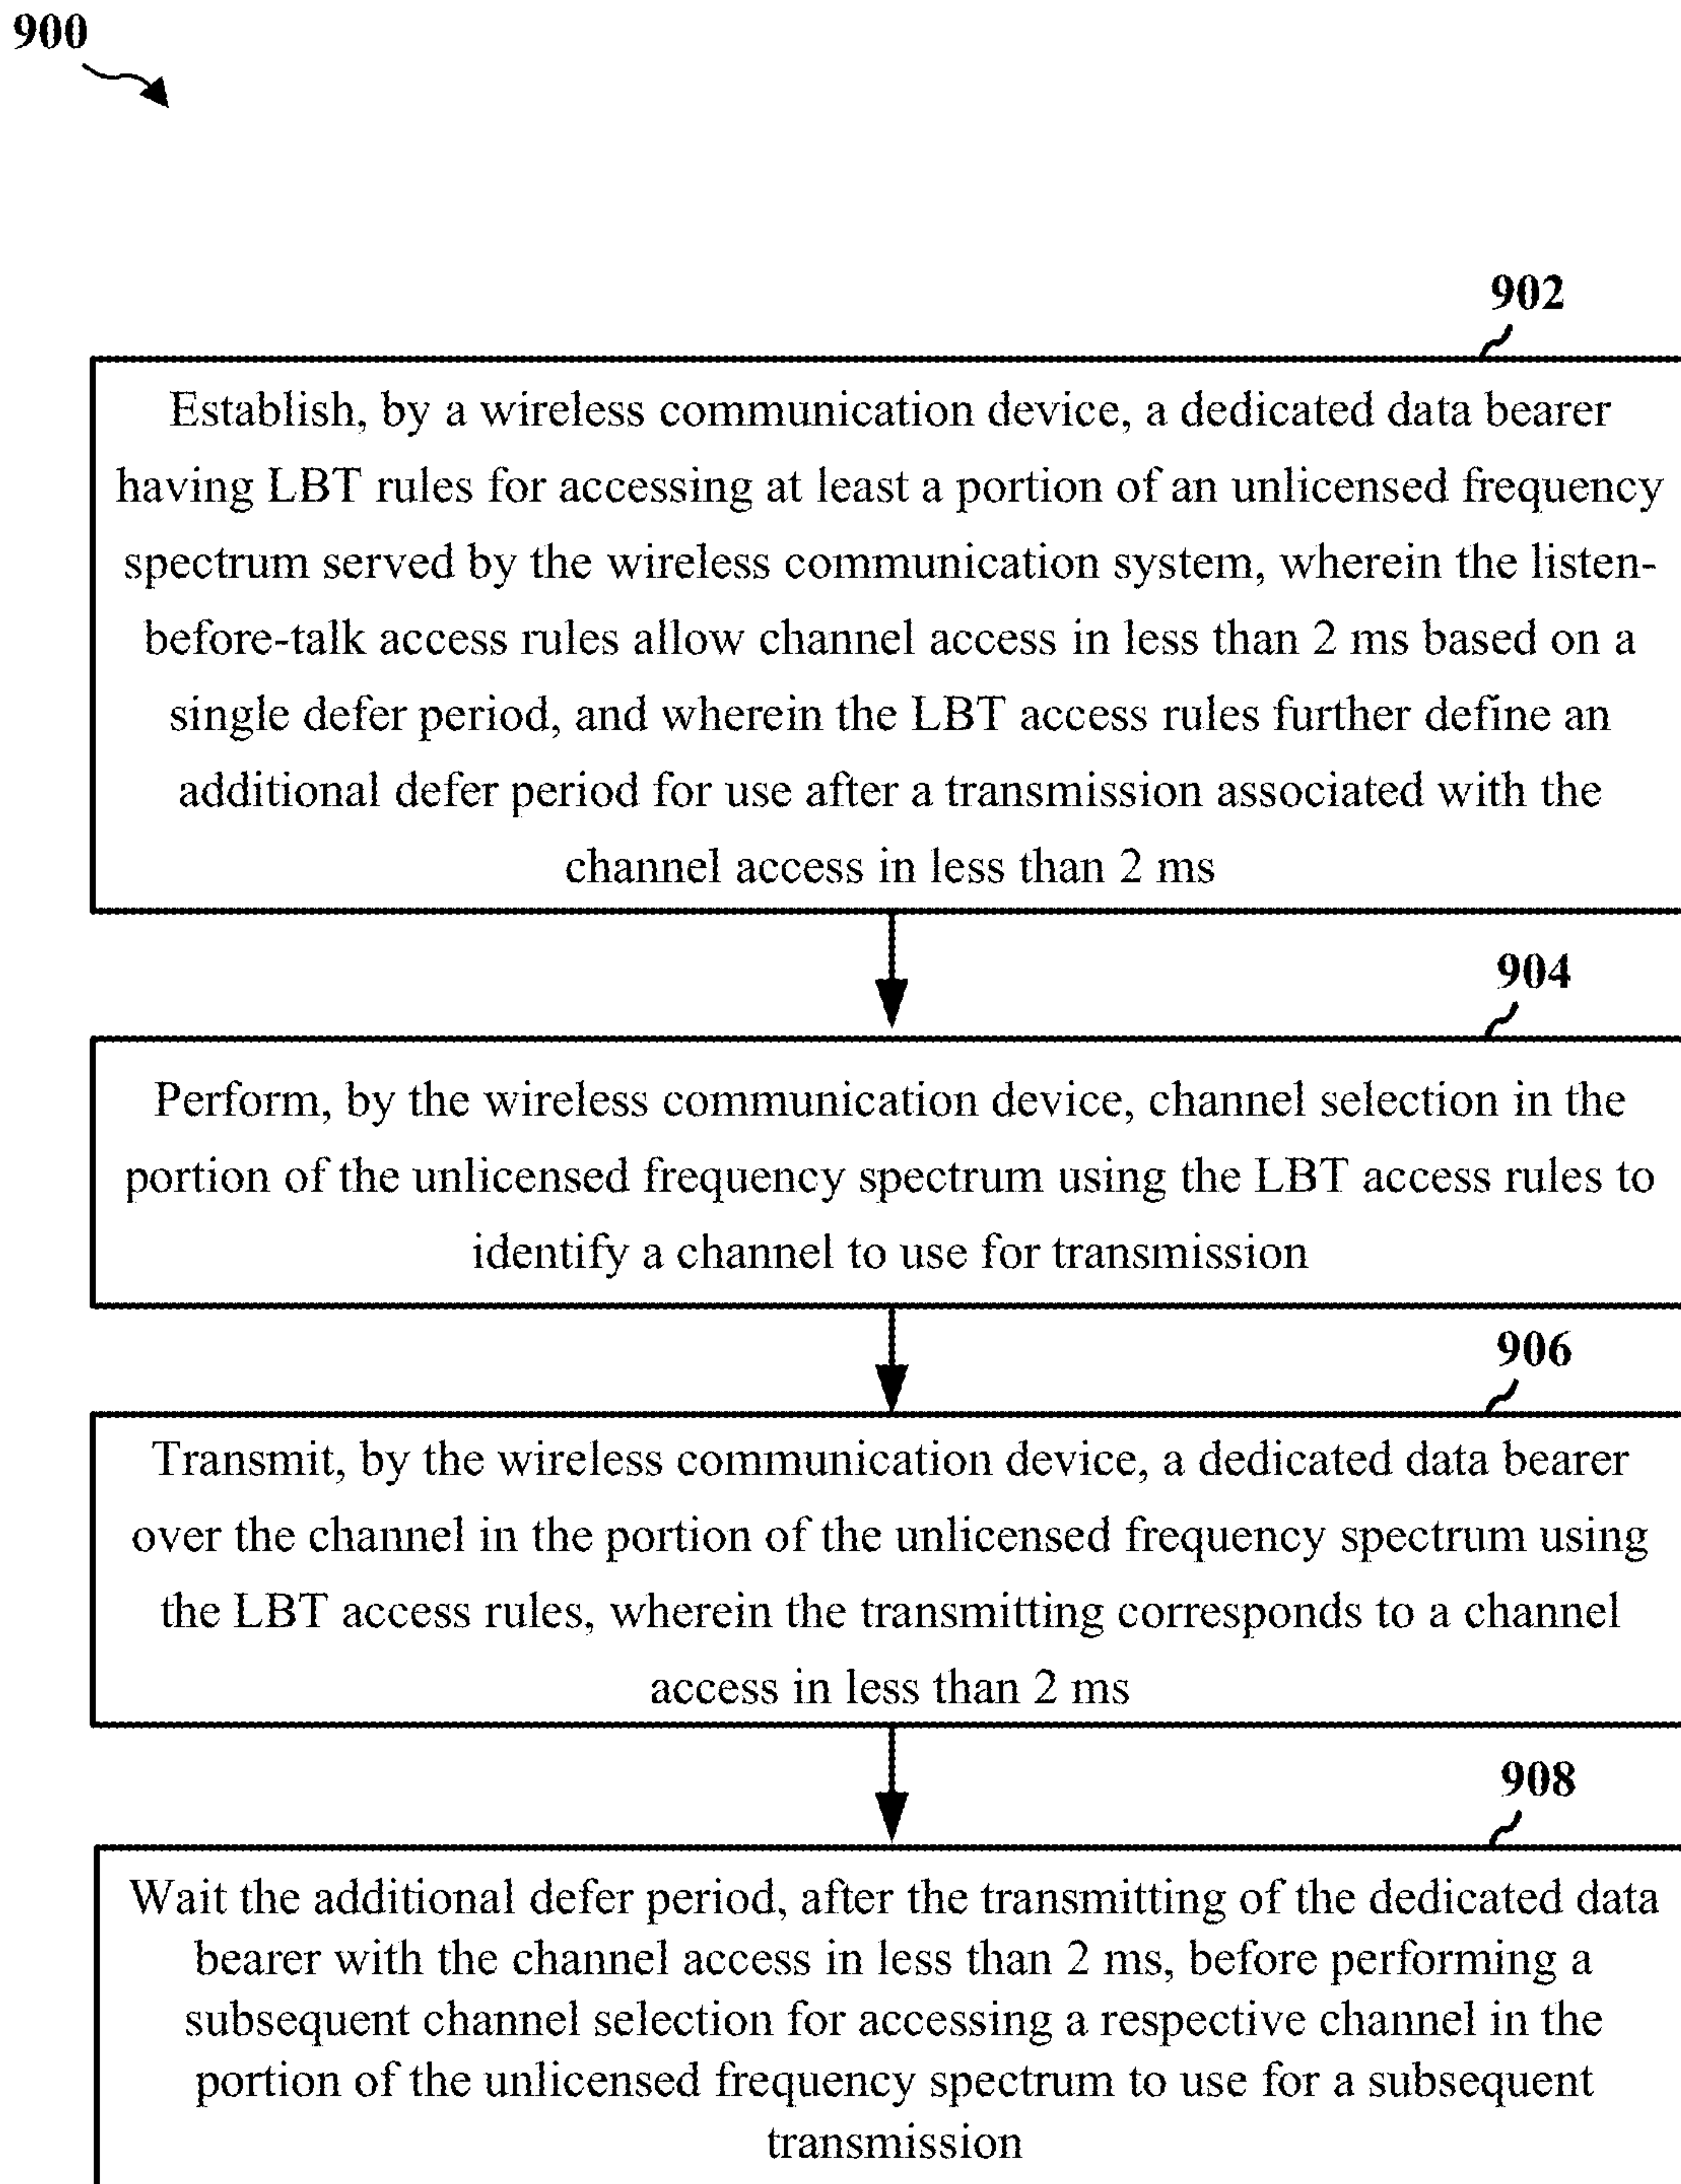 900
902
Establish, by a wireless communication device, a dedicated data bearer
having LBT rules for accessing at least a portion of an unlicensed frequency
spectrum served by the wireless communication system, wherein the listen-
before-talk access rules allow channel access in less than 2 ms based on a
single defer period, and wherein the LBT access rules further define an
additional defer period for use after a transmission associated with the
channel access in less than 2 ms
904
Perform, by the wireless communication device, channel selection in the
portion of the unlicensed frequency spectrum using the LBT access rules to
identify a channel to use for transmission
906
Transmit, by the wireless communication device, a dedicated data bearer
over the channel in the portion of the unlicensed frequency spectrum using
the LBT access rules, wherein the transmitting corresponds to a channel
access in less than 2 ms
908
Wait the additional defer period, after the transmitting of the dedicated data
bearer with the channel access in less than 2 ms, before performing a
subsequent channel selection for accessing a respective channel in the
portion of the unlicensed frequency spectrum to use for a subsequent
transmission